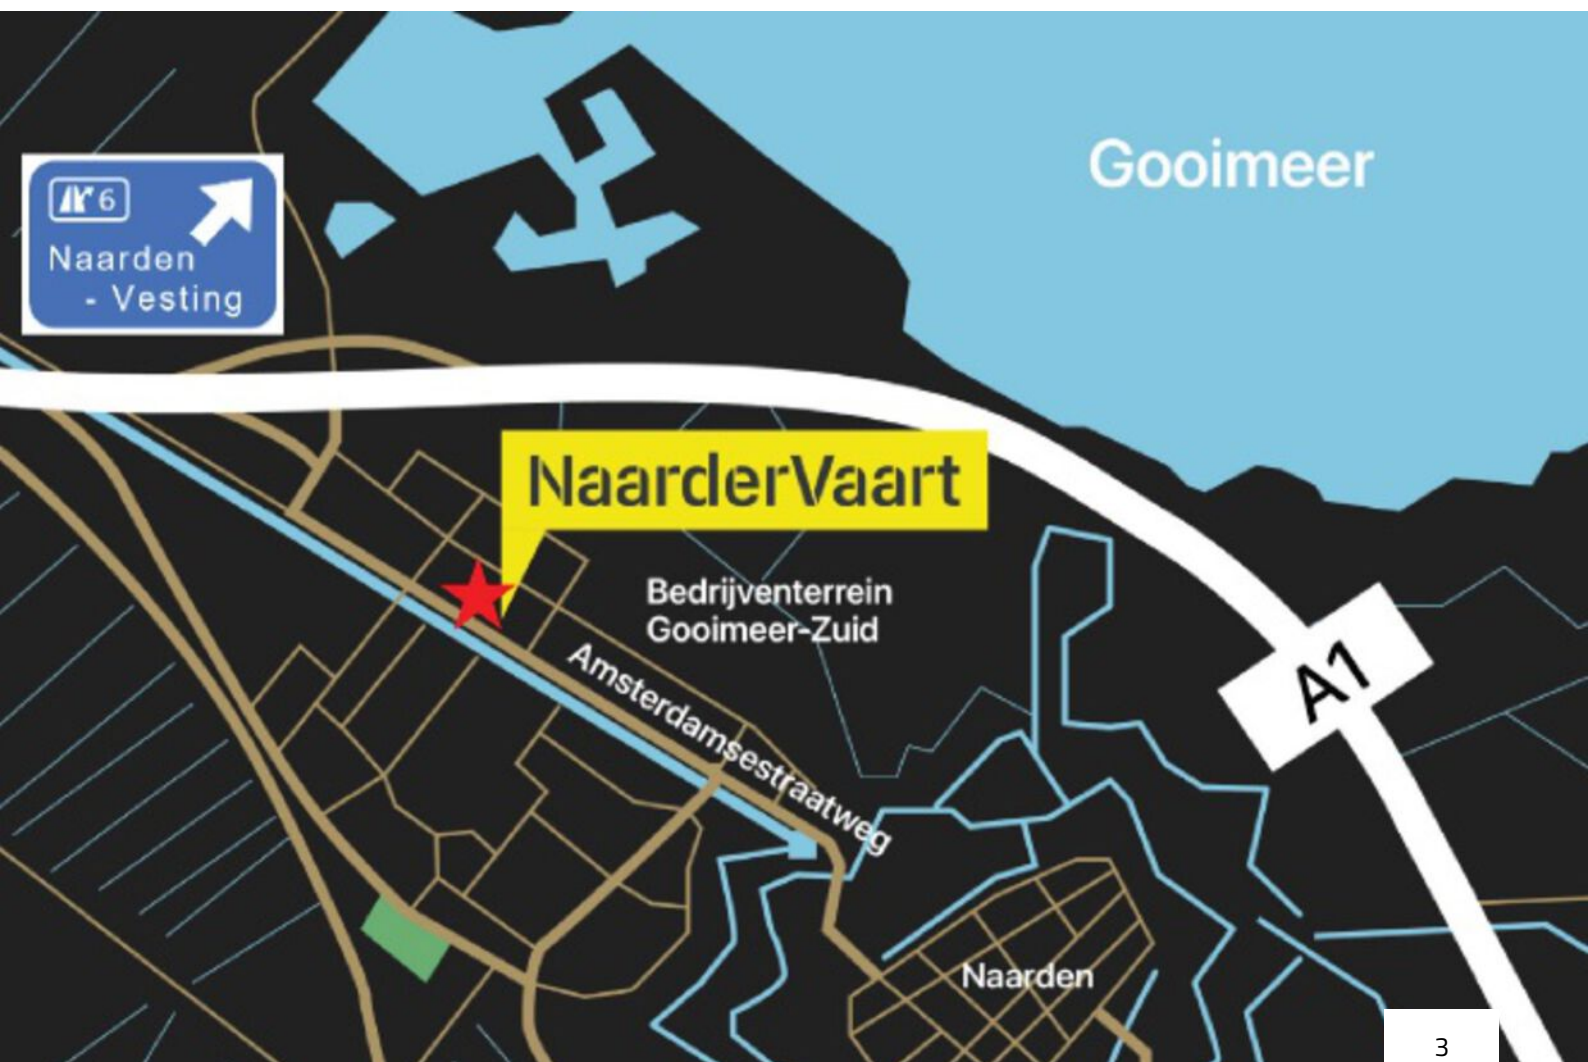 Gooimeer
6
Naarden
- Vesting
NaarderVaart
Bedrijventerrein
Gooimeer-Zuid
Amsterdamsestraatweg
A1
Naarden
3